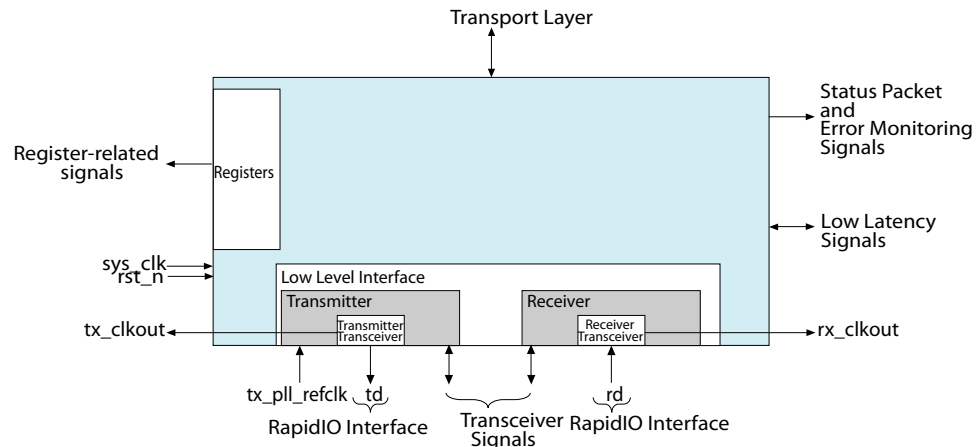 Transport Layer
Status Packet
and
Error Monitoring
Signals
Register-related
signals
Registers
Low Latency
Signals
sys_clk
rst_n
Low Level Interface
Transmitter
Receiver
tx_clkout
Transmitter
Transceiver
Receiver
Transceiver
rx_clkout
tx_pll_refclk
td
rd
RapidIO Interface
Transceiver
Signals
RapidIO Interface